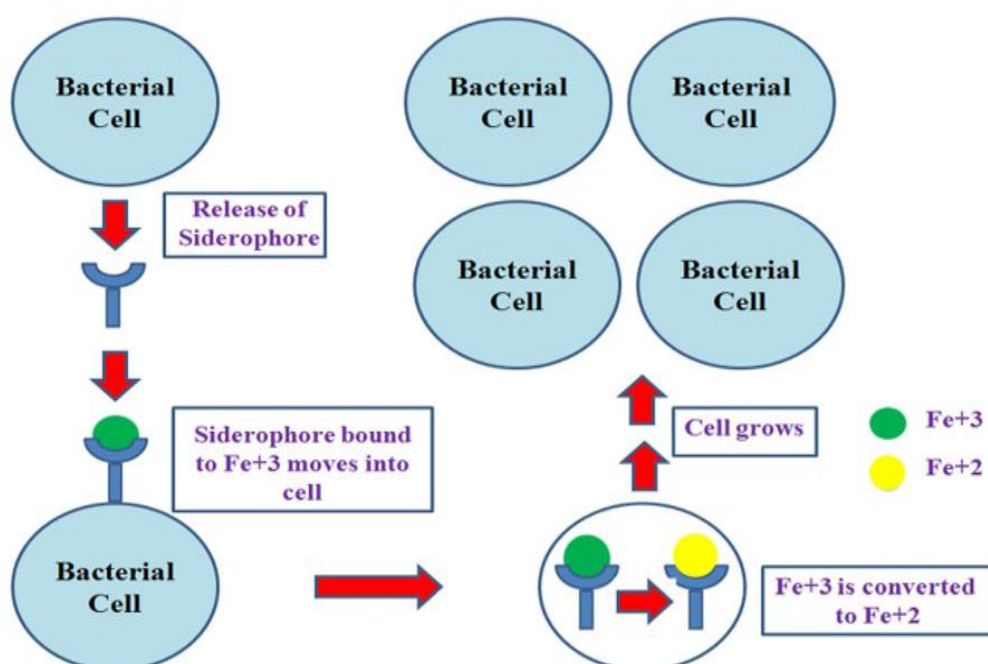 Bacterial
Cell
Release of
Siderophore
Siderophore bound
to Fe+3 moves into
cell
Bacterial
Cell
Fe+3 is converted
to Fe+2
Cell grows
Bacterial
Cell
Bacterial
Cell
Bacterial
Cell
Bacterial
Cell
Fe+3
Fe+2